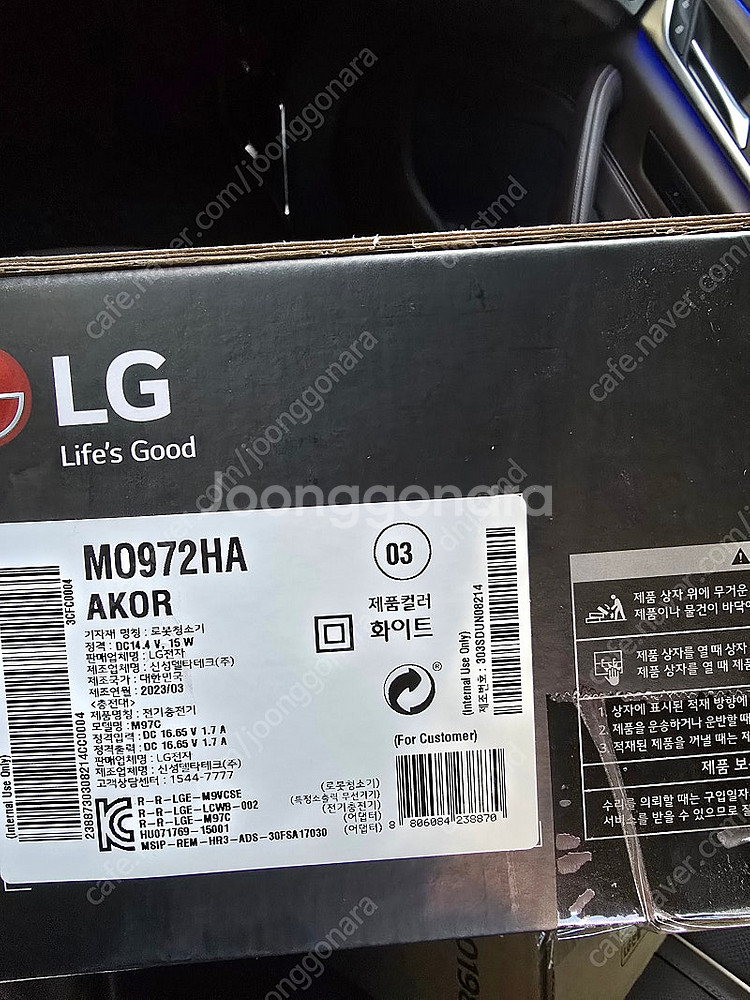 LG
Life's Good
Joonggonara
MO972HA
AKOR
03
제품컬러
화이트
기자재 명칭 : 로봇청소기
정격 : DC14.4 V, 15 W
판매업체명 : LG전자
제조업체명 : 신성델타테크(주)
제조국가 : 대한민국
제조연월 : 2023/03
<충전대>
제품명칭 : 전기충전기
모델명 : M97C
정격입력 : DC 16.65 V 1.7 A
정격출력 : DC 16.65 V 1.7 A
판매업체명 : LG전자
제조업체명 : 신성델타테크(주)
고객상담센터 : 1544-7777
R-R-LGE-M9VCSE (로봇청소기)
R-R-LGE-LCWB-002 (특정소출력 무선기기)
R-R-LGE-M97C (전기충전기)
HU071769-15001 (어댑터)
MSIP-REM-HR3-ADS-30FSA17030 (어댑터)
(For Customer)
8 806084 238870
(Internal Use Only)
제조번호 : 303SDUN08214
3CFC0004
(Internal Use Only)
제품 상자 위에 무거운
제품이나 물건이 바닥에
제품 상자를 열 때 상자
제품 상자를 열 때 제품
1. 상자에 표시된 적재 방향에
2. 제품을 운송하거나 운반할 때
3. 적재된 제품을 꺼낼 때는 제
제품 보
수리를 의뢰할 때는 구입일자
서비스를 받을 수 있으므로 잘
cafe.naver.com/joonggonara
cafe.naver.com/joonggonara
cafe.naver.com